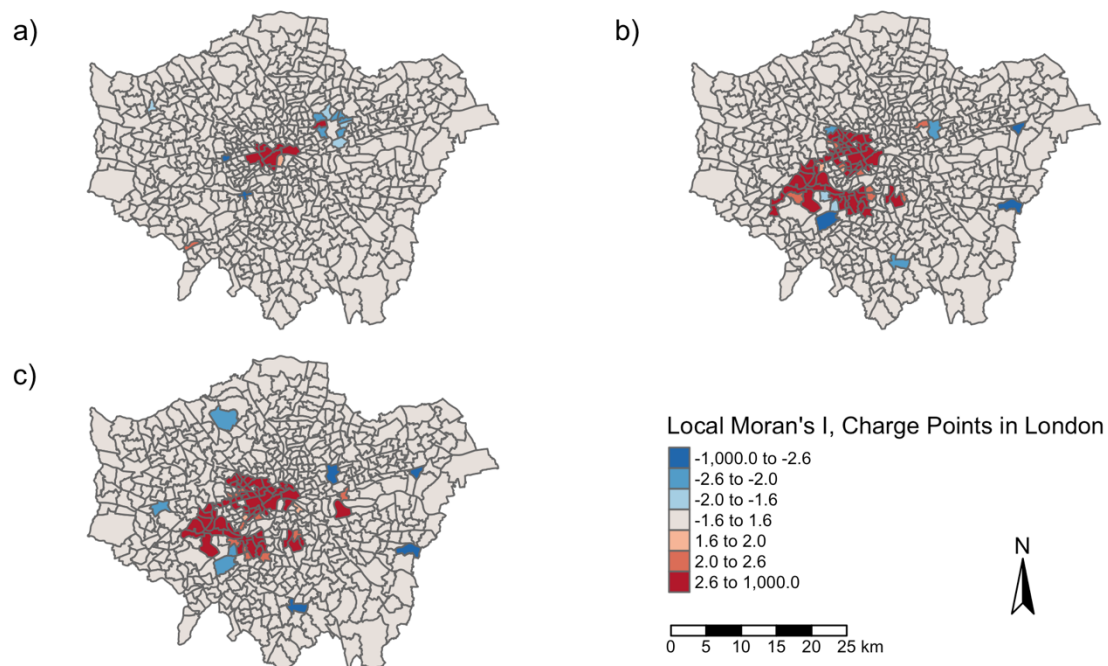 a)
b)
c)
Local Moran's I, Charge Points in London
-1,000.0 to -2.6
-2.6 to -2.0
-2.0 to -1.6
-1.6 to 1.6
1.6 to 2.0
2.0 to 2.6
2.6 to 1,000.0
N
0 5 10 15 20 25 km